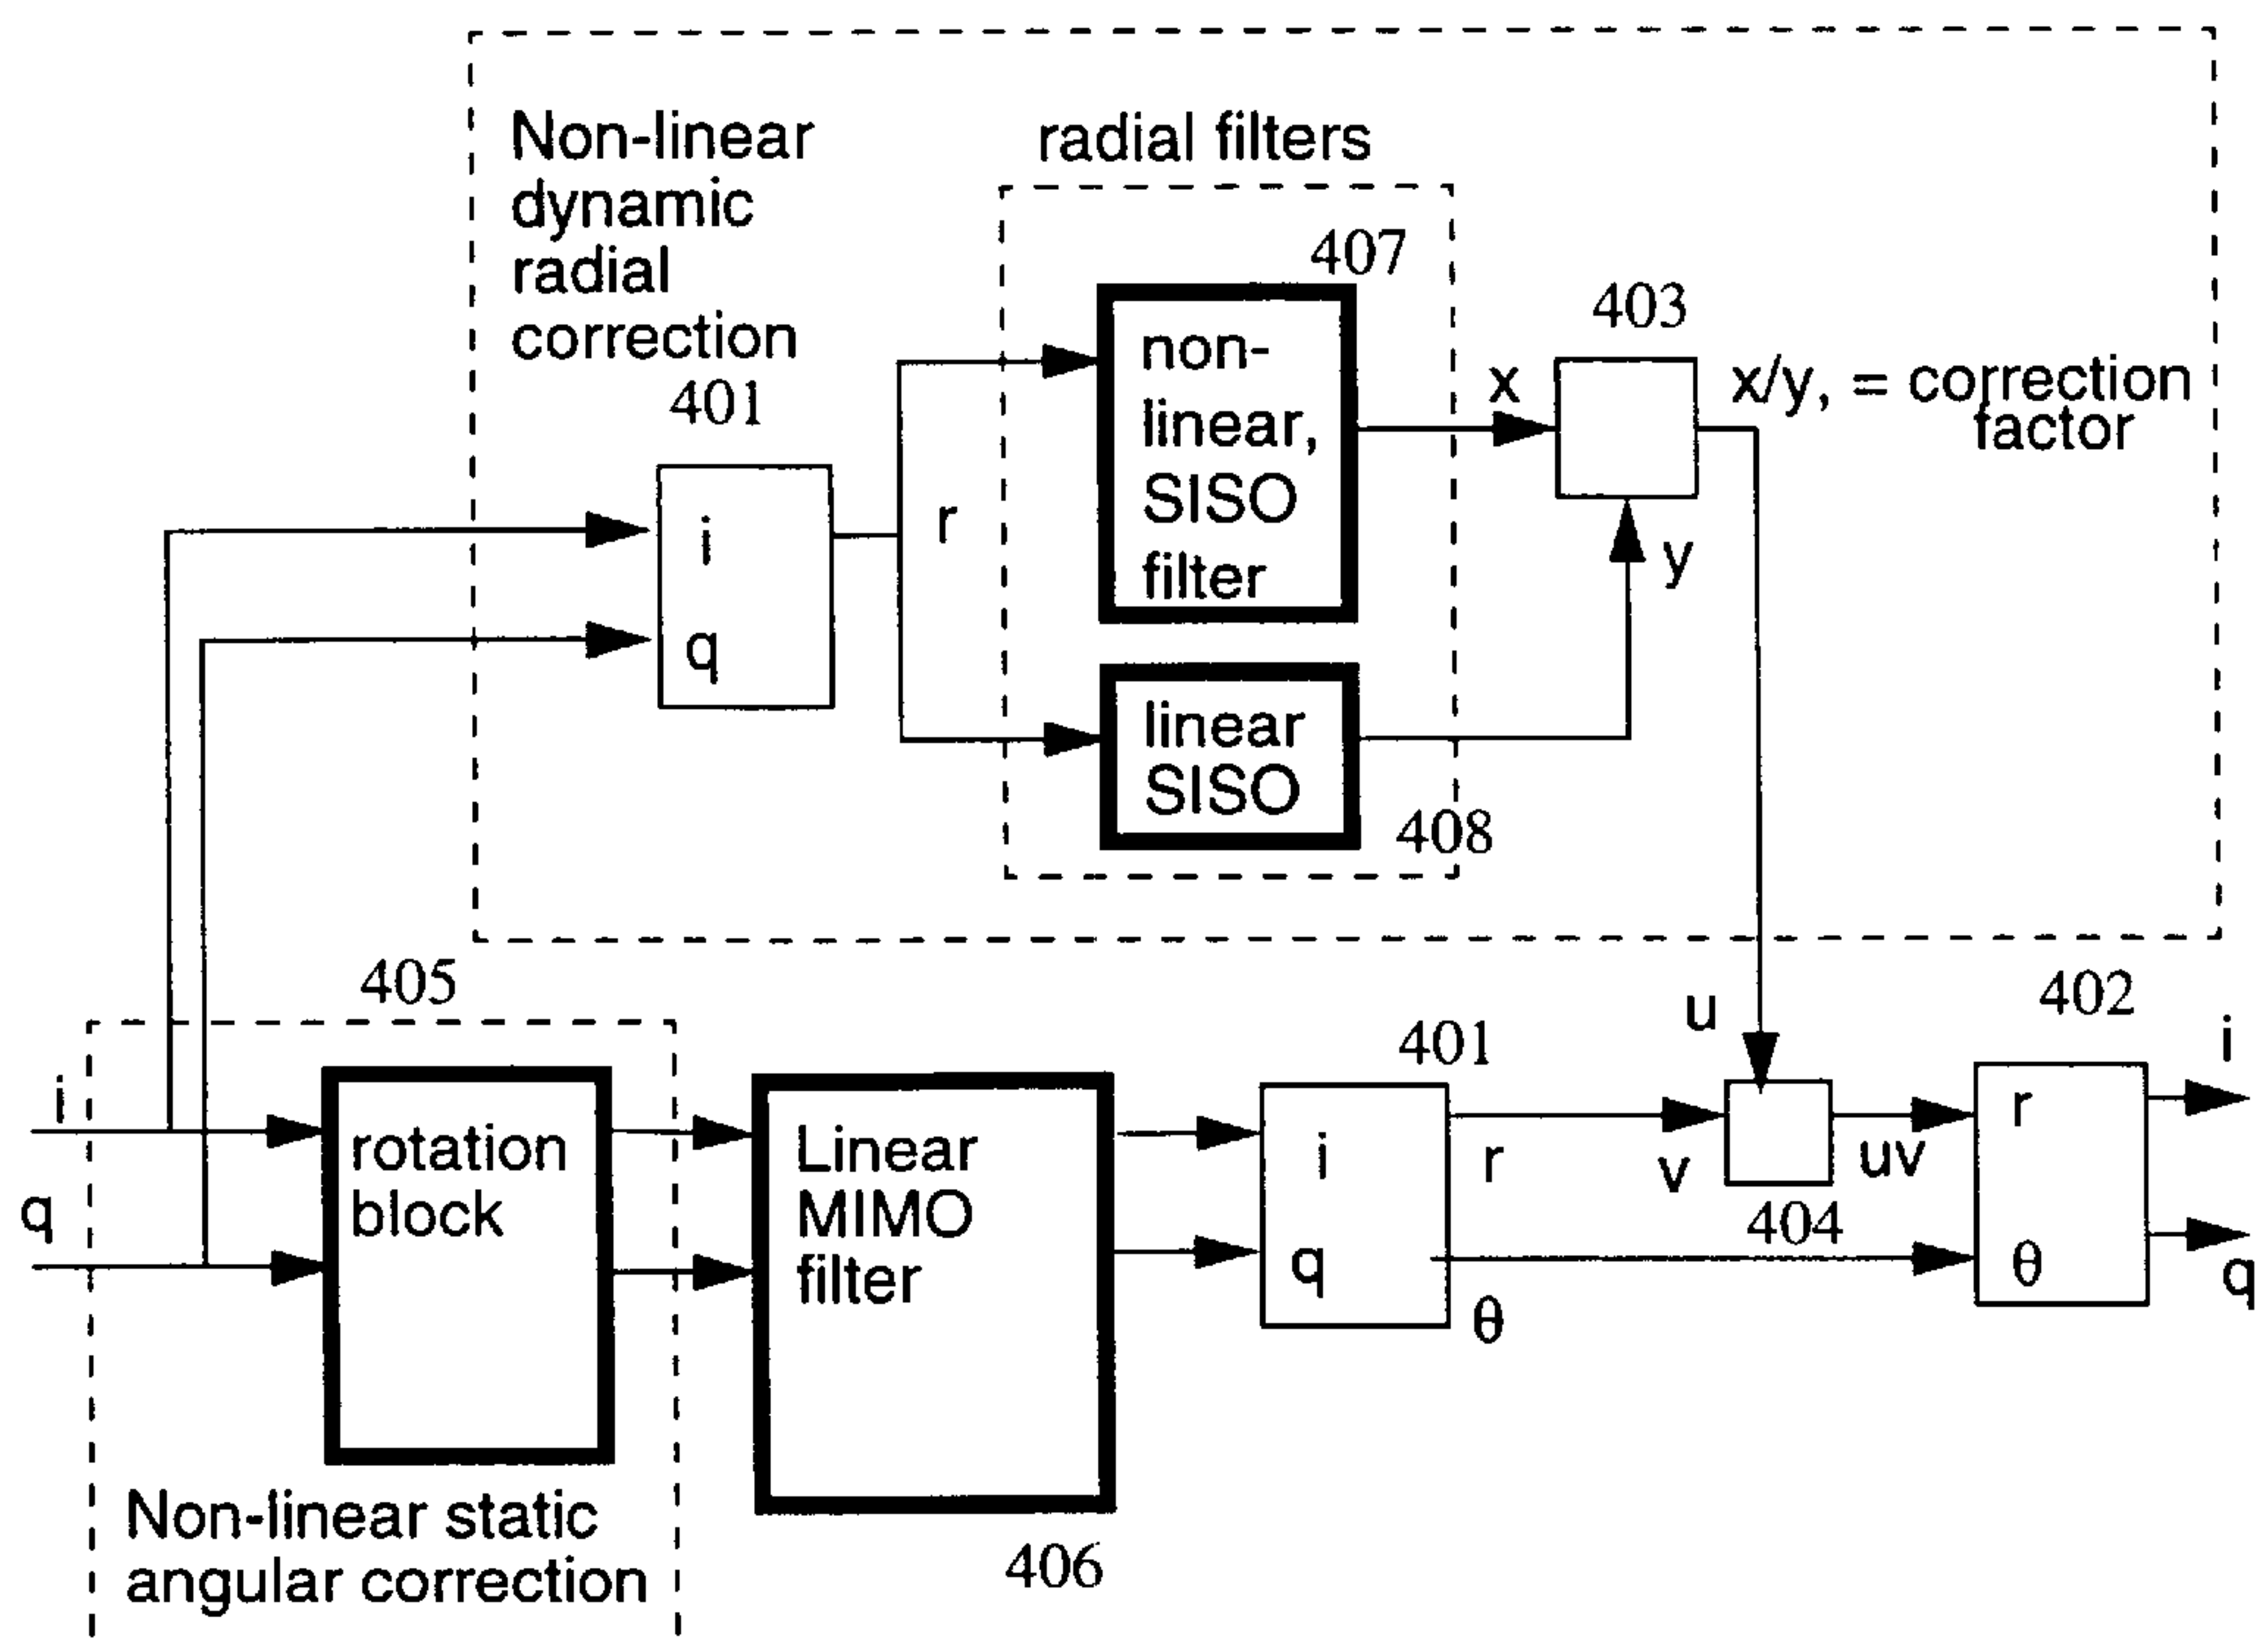 Non-linear
dynamic
radial
correction
radial filters
407
403
401
non-
linear,
SISO
filter
x
x/y, = correction
factor
i
q
r
y
linear
SISO
408
405
402
401
u
i
i
q
rotation
block
Linear
MIMO
filter
i
q
r
v
uv
r
θ
404
θ
q
Non-linear static
angular correction
406